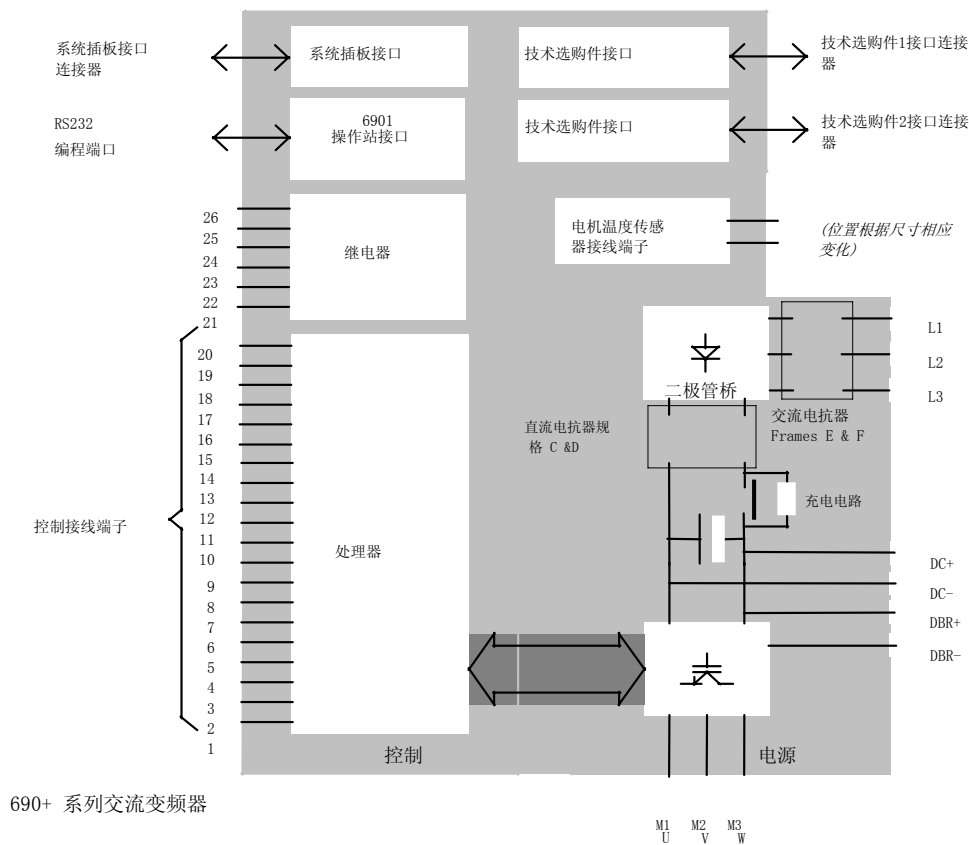 系统插板接口
连接器
系统插板接口
技术选购件接口
技术选购件1接口连接
器
RS232
编程端口
6901
操作站接口
技术选购件接口
技术选购件2接口连接
器
26
25
24
23
22
21
继电器
电机温度传感
器接线端子
(位置根据尺寸相应
变化)
20
19
18
17
16
15
14
13
12
11
10
9
8
7
6
5
4
3
2
1
控制接线端子
处理器
二极管桥
L1
L2
L3
直流电抗器规
格 C &D
交流电抗器
Frames E & F
充电电路
DC+
DC-
DBR+
DBR-
控制
电源
690+ 系列交流变频器
M1
U
M2
V
M3
W